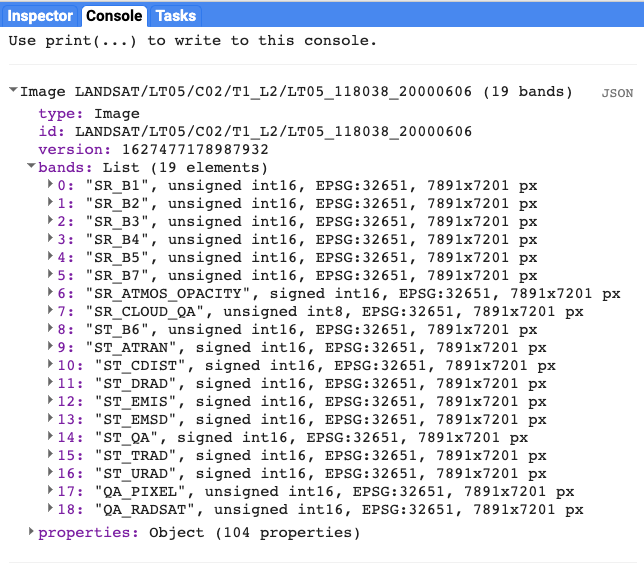 Inspector Console Tasks
Use print(...) to write to this console.
Image LANDSAT/LT05/C02/T1_L2/LT05_118038_20000606 (19 bands) JSON
type: Image
id: LANDSAT/LT05/C02/T1_L2/LT05_118038_20000606
version: 1627477178987932
bands: List (19 elements)
0: "SR_B1", unsigned int16, EPSG:32651, 7891x7201 px
1: "SR_B2", unsigned int16, EPSG:32651, 7891x7201 px
2: "SR_B3", unsigned int16, EPSG:32651, 7891x7201 px
3: "SR_B4", unsigned int16, EPSG:32651, 7891x7201 px
4: "SR_B5", unsigned int16, EPSG:32651, 7891x7201 px
5: "SR_B7", unsigned int16, EPSG:32651, 7891x7201 px
6: "SR_ATMOS_OPACITY", signed int16, EPSG:32651, 7891x7201 px
7: "SR_CLOUD_QA", unsigned int8, EPSG:32651, 7891x7201 px
8: "ST_B6", unsigned int16, EPSG:32651, 7891x7201 px
9: "ST_ATRAN", signed int16, EPSG:32651, 7891x7201 px
10: "ST_CDIST", signed int16, EPSG:32651, 7891x7201 px
11: "ST_DRAD", signed int16, EPSG:32651, 7891x7201 px
12: "ST_EMIS", signed int16, EPSG:32651, 7891x7201 px
13: "ST_EMSD", signed int16, EPSG:32651, 7891x7201 px
14: "ST_QA", signed int16, EPSG:32651, 7891x7201 px
15: "ST_TRAD", signed int16, EPSG:32651, 7891x7201 px
16: "ST_URAD", signed int16, EPSG:32651, 7891x7201 px
17: "QA_PIXEL", unsigned int16, EPSG:32651, 7891x7201 px
18: "QA_RADSAT", unsigned int16, EPSG:32651, 7891x7201 px
properties: Object (104 properties)